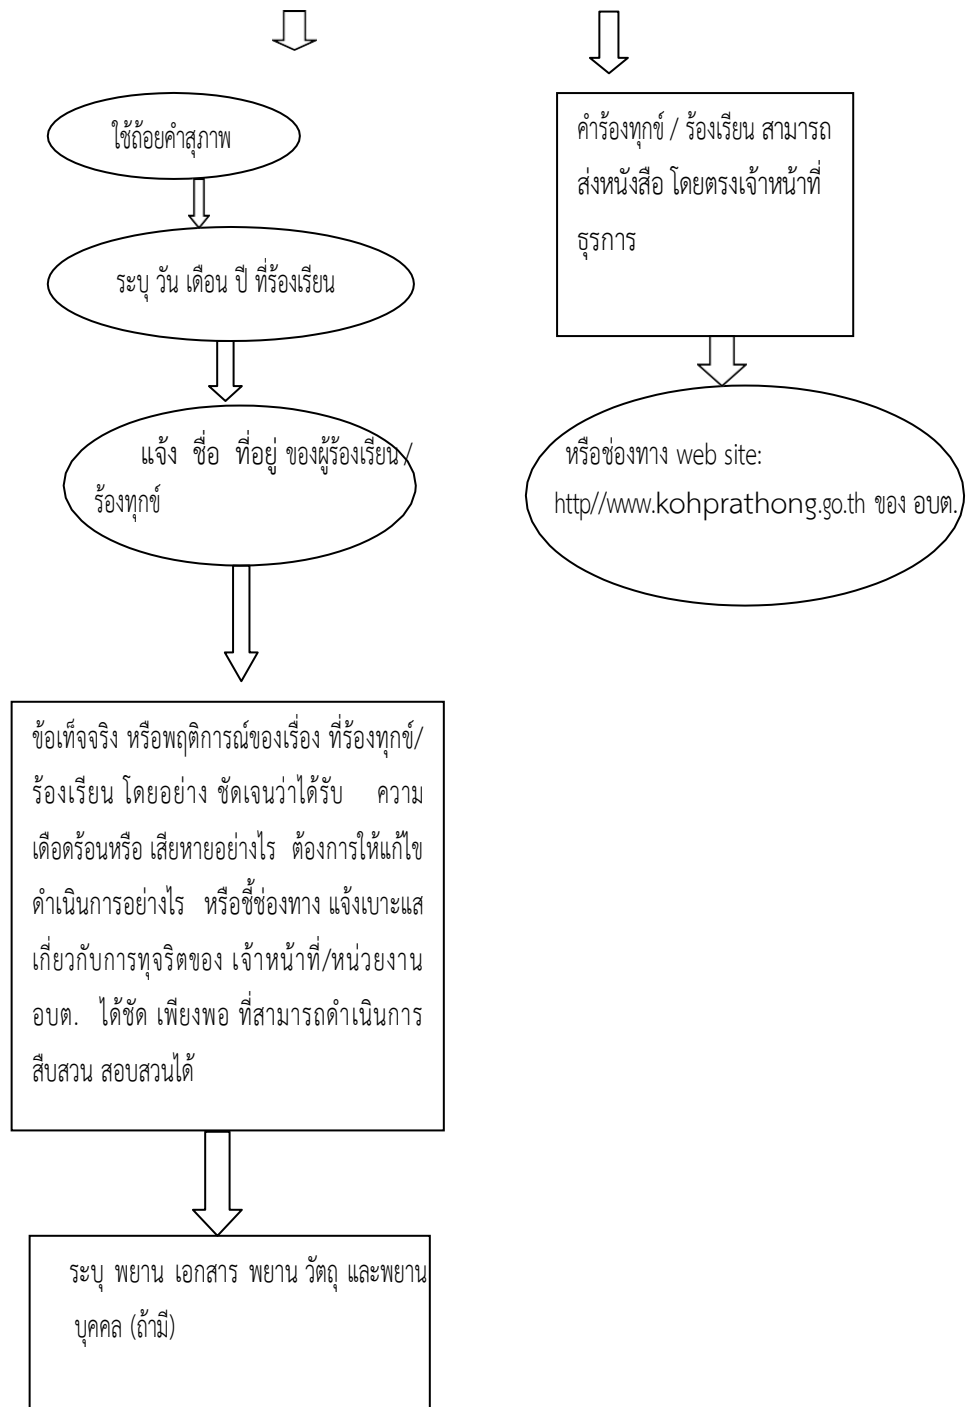 ใช้ถ้อยคำสุภาพ
ระบุ วัน เดือน ปี ที่ร้องเรียน
แจ้ง ชื่อ ที่อยู่ ของผู้ร้องเรียน /
ร้องทุกข์
ข้อเท็จจริง หรือพฤติการณ์ของเรื่อง ที่ร้องทุกข์/
ร้องเรียน โดยอย่าง ชัดเจนว่าได้รับ ความ
เดือดร้อนหรือ เสียหายอย่างไร ต้องการให้แก้ไข
ดำเนินการอย่างไร หรือชี้ช่องทาง แจ้งเบาะแส
เกี่ยวกับการทุจริตของ เจ้าหน้าที่/หน่วยงาน
อบต. ได้ชัด เพียงพอ ที่สามารถดำเนินการ
สืบสวน สอบสวนได้
ระบุ พยาน เอกสาร พยาน วัตถุ และพยาน
บุคคล (ถ้ามี)
คำร้องทุกข์ / ร้องเรียน สามารถ
ส่งหนังสือ โดยตรงเจ้าหน้าที่
ธุรการ
หรือช่องทาง web site:
http//www.kohprathong.go.th ของ อบต.